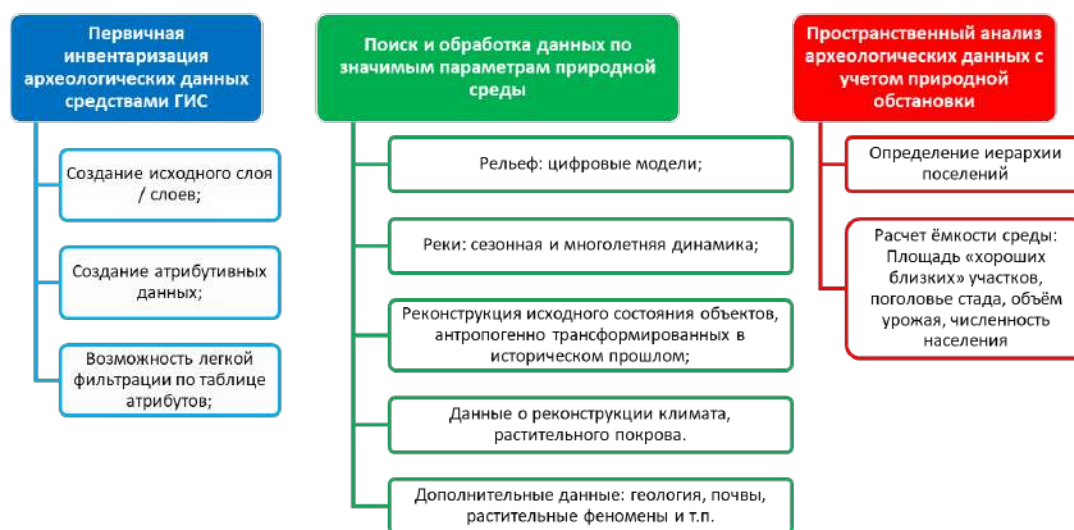 Первичная
инвентаризация
археологических данных
средствами ГИС
Создание исходного слоя
/ слоев;
Создание атрибутивных
данных;
Возможность легкой
фильтрации по таблице
атрибутов;
Поиск и обработка данных по
значимым параметрам природной
среды
Рельеф: цифровые модели;
Реки: сезонная и многолетняя динамика;
Реконструкция исходного состояния объектов,
антропогенно трансформированных в
историческом прошлом;
Данные о реконструкции климата,
растительного покрова.
Дополнительные данные: геология, почвы,
растительные феномены и т.п.
Пространственный анализ
археологических данных с
учетом природной
обстановки
Определение иерархии
поселений
Расчет ёмкости среды:
Площадь «хороших
близких» участков,
поголовье стада, объём
урожая, численность
населения